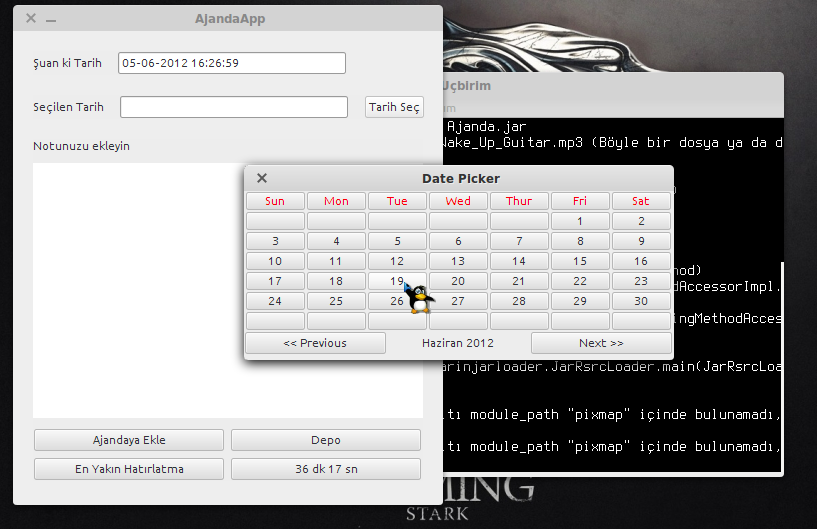 AjandaApp
Şuan ki Tarih 05-06-2012 16:26:59
Seçilen Tarih Tarih Seç
Notunuzu ekleyin
Ajandaya Ekle Depo
En Yakın Hatırlatma 36 dk 17 sn
Date Picker
Sun Mon Tue Wed Thur Fri Sat
1 2
3 4 5 6 7 8 9
10 11 12 13 14 15 16
17 18 19 20 21 22 23
24 25 26 27 28 29 30
<< Previous Haziran 2012 Next >>
Uçbirim
Ajanda.jar
Wake_Up_Guitar.mp3 (Böyle bir dosya ya da d
hod)
dAccessorImpl.
ngMethodAcces
arinjarloader.JarRsrcLoader.main(JarRsrcLoa
ltı module_path "pixmap" içinde bulunamadı,
ltı module_path "pixmap" içinde bulunamadı,
MING
STARK